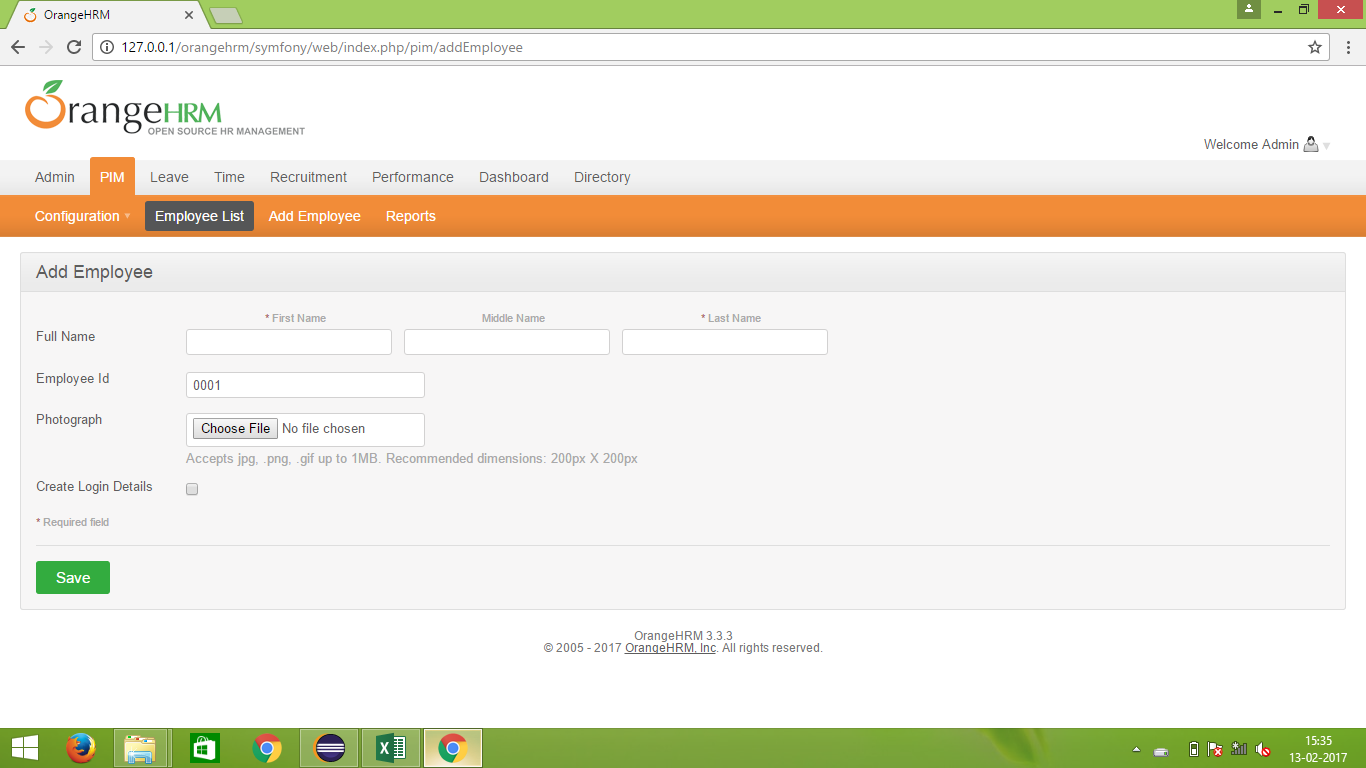 OrangeHRM
127.0.0.1/orangehrm/symfony/web/index.php/pim/addEmployee
OrangeHRM
OPEN SOURCE HR MANAGEMENT
Welcome Admin
Admin PIM Leave Time Recruitment Performance Dashboard Directory
Configuration Employee List Add Employee Reports
Add Employee
* First Name Middle Name * Last Name
Full Name
Employee Id 0001
Photograph Choose File No file chosen
Accepts jpg, .png, .gif up to 1MB. Recommended dimensions: 200px X 200px
Create Login Details
* Required field
Save
OrangeHRM 3.3.3
© 2005 - 2017 OrangeHRM, Inc. All rights reserved.
15:35
13-02-2017